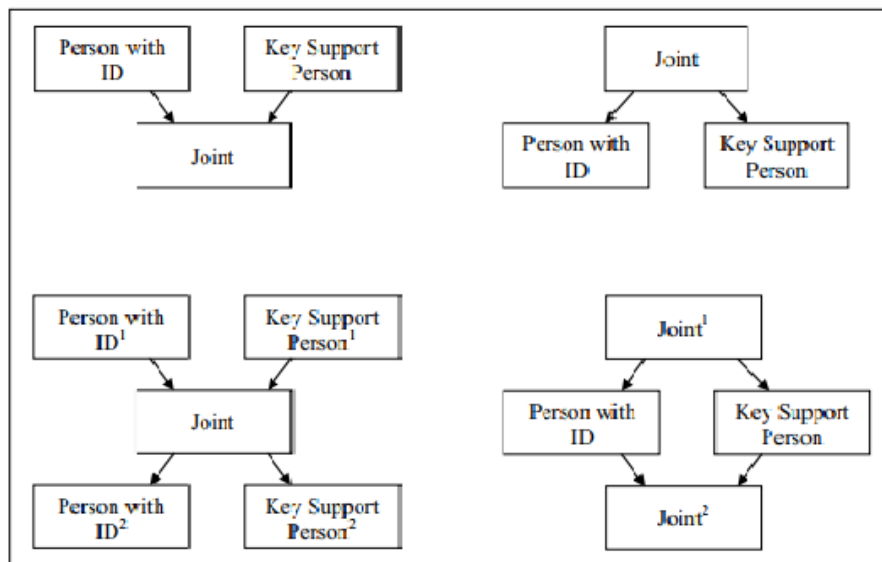 Person with
ID
Key Support
Person
Joint
Joint
Person with
ID
Key Support
Person
Person with
ID¹
Key Support
Person¹
Joint
Person with
ID²
Key Support
Person²
Joint¹
Person with
ID
Key Support
Person
Joint²